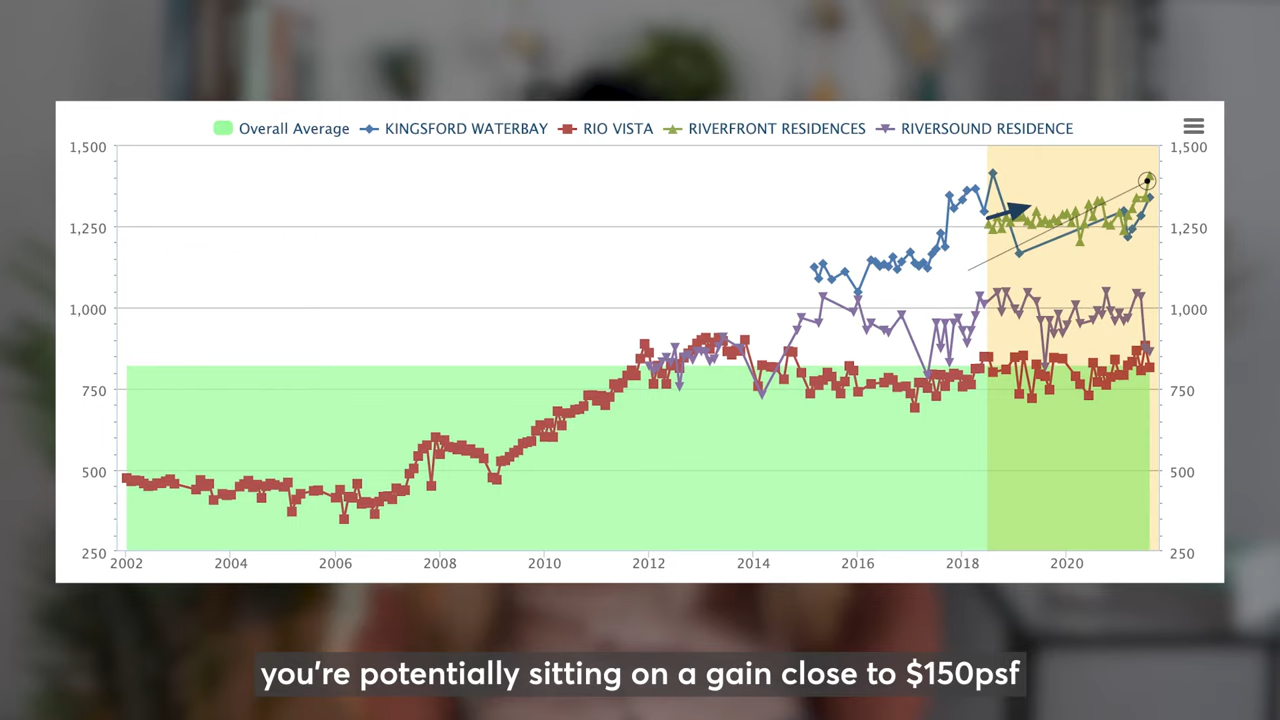 Overall Average KINGSFORD WATERBAY RIO VISTA RIVERFRONT RESIDENCES RIVERSOUND RESIDENCE
1,500 1,500
1,250 1,250
1,000 1,000
750 750
500 500
250 250
2002 2004 2006 2008 2010 2012 2014 2016 2018 2020
you're potentially sitting on a gain close to $150psf